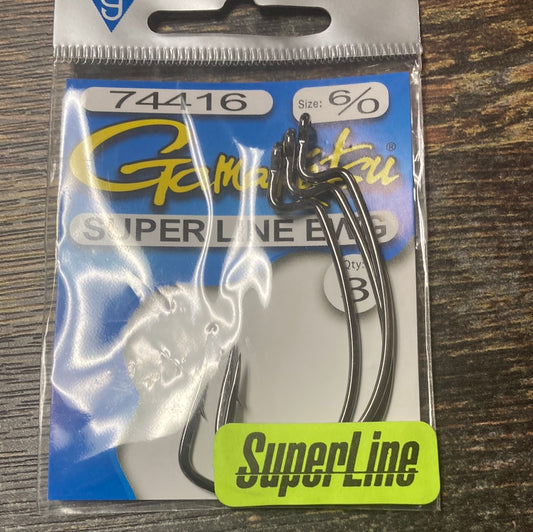 g
74416
Size: 6/0
Gamakatsu®
SUPER LINE EWG
Qty:
3
SuperLine